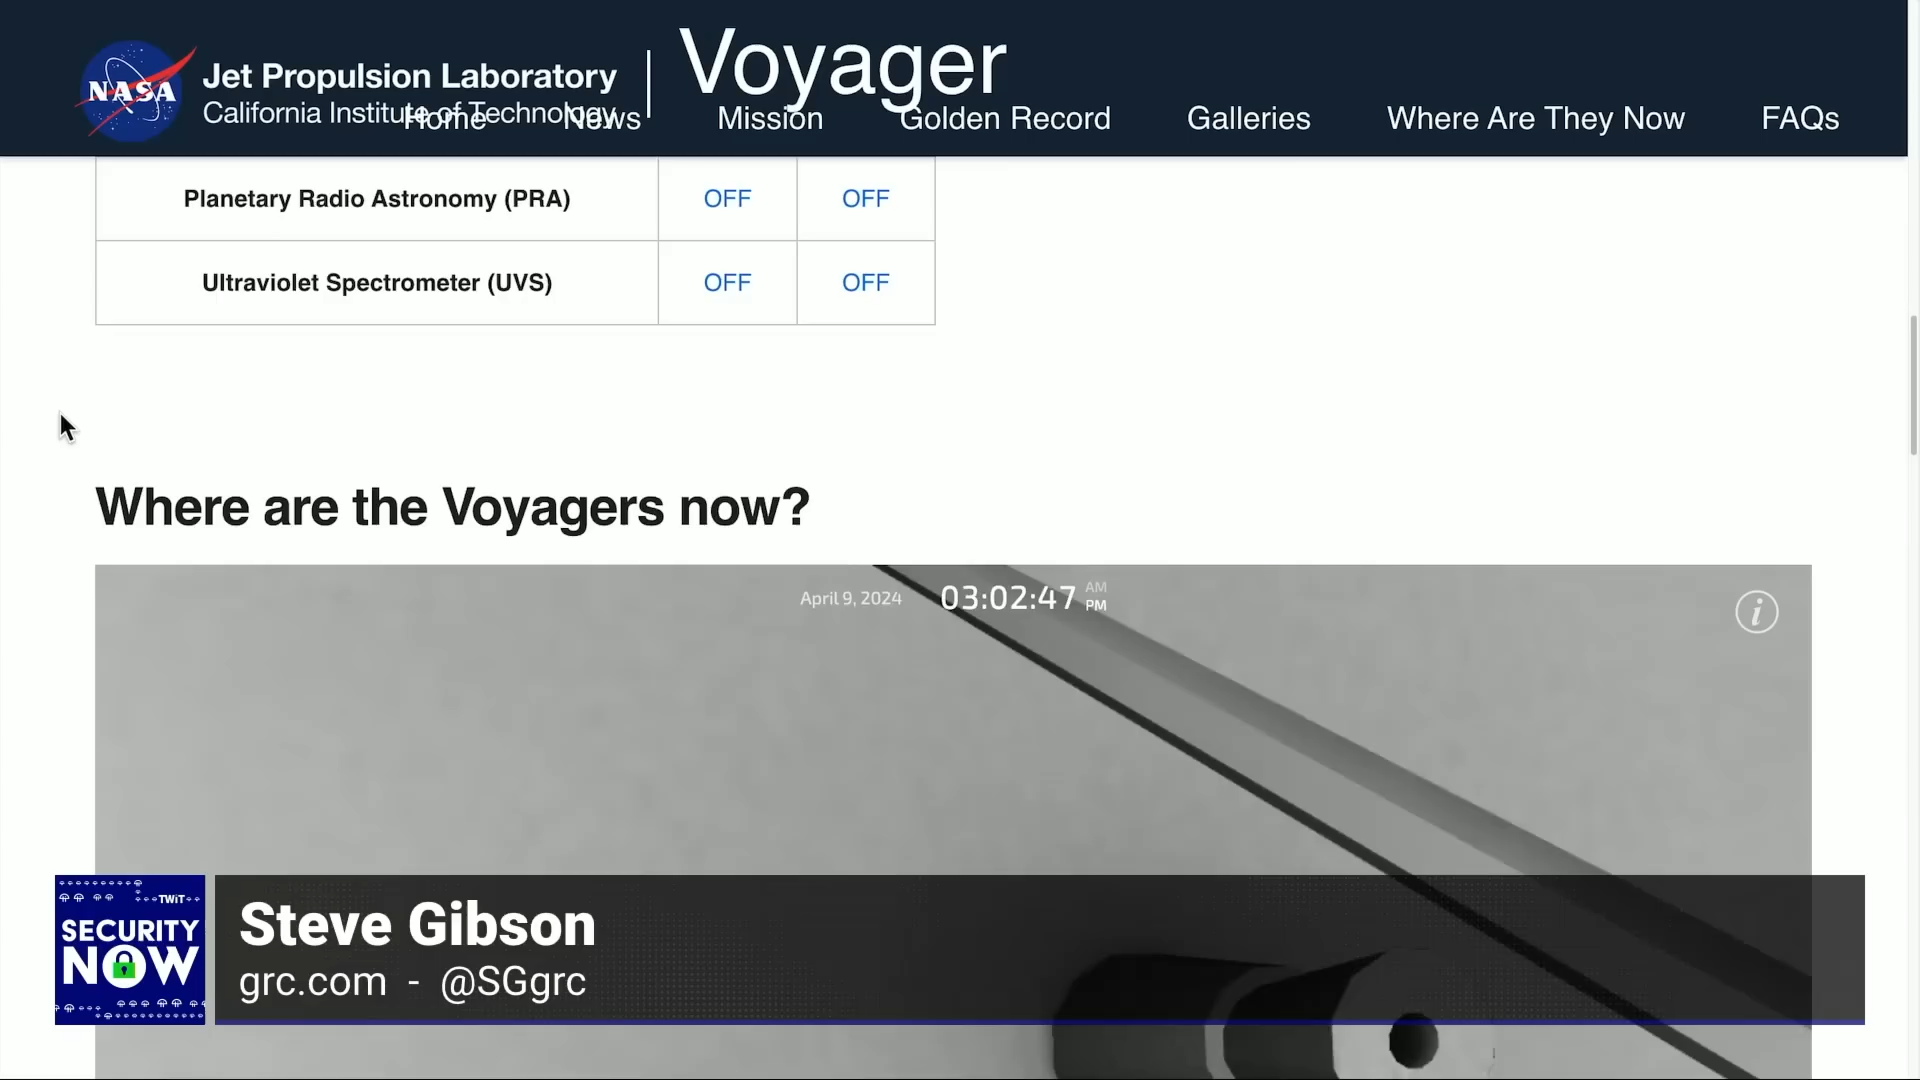 NASA
Jet Propulsion Laboratory
California Institute of Technology
Voyager
Home News Mission Golden Record Galleries Where Are They Now FAQs
Planetary Radio Astronomy (PRA) OFF OFF
Ultraviolet Spectrometer (UVS) OFF OFF
Where are the Voyagers now?
April 9, 2024 03:02:47 AM
PM
i
TWiT
SECURITY
NOW
Steve Gibson
grc.com - @SGgrc